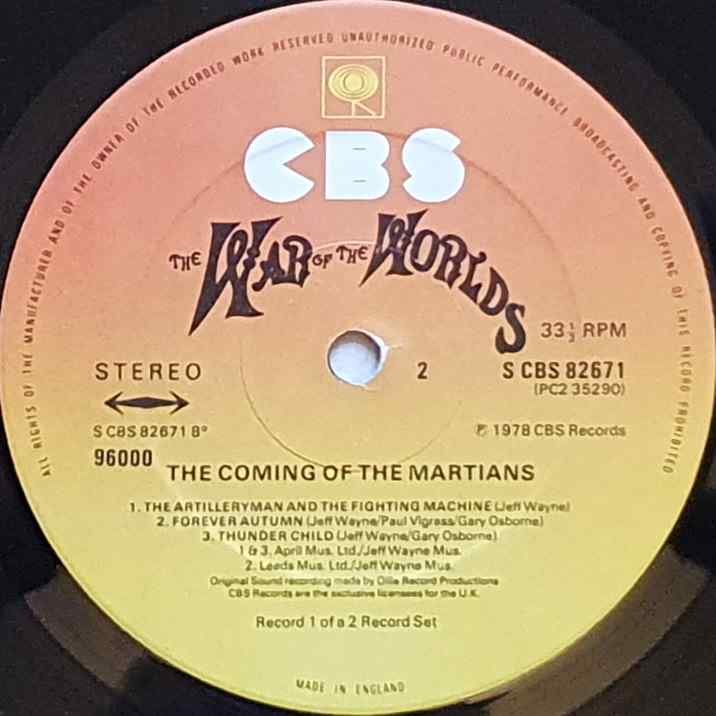 ALL RIGHTS OF THE MANUFACTURER AND OF THE OWNER OF THE RECORDED WORK RESERVED UNAUTHORIZED PUBLIC PERFORMANCE BROADCASTING AND COPYING OF THIS RECORD PROHIBITED
CBS
THE WAR OF THE WORLDS
33⅓ RPM
STEREO
2
S CBS 82671
(PC2 35290)
S CBS 82671 B°
℗ 1978 CBS Records
96000
THE COMING OF THE MARTIANS
1. THE ARTILLERYMAN AND THE FIGHTING MACHINE (Jeff Wayne)
2. FOREVER AUTUMN (Jeff Wayne/Paul Vigrass/Gary Osborne)
3. THUNDER CHILD (Jeff Wayne/Gary Osborne)
1 & 3. April Mus. Ltd./Jeff Wayne Mus.
2. Leeds Mus. Ltd./Jeff Wayne Mus.
Original Sound recording made by Ollie Record Productions
CBS Records are the exclusive licensees for the U.K.
Record 1 of a 2 Record Set
MADE IN ENGLAND